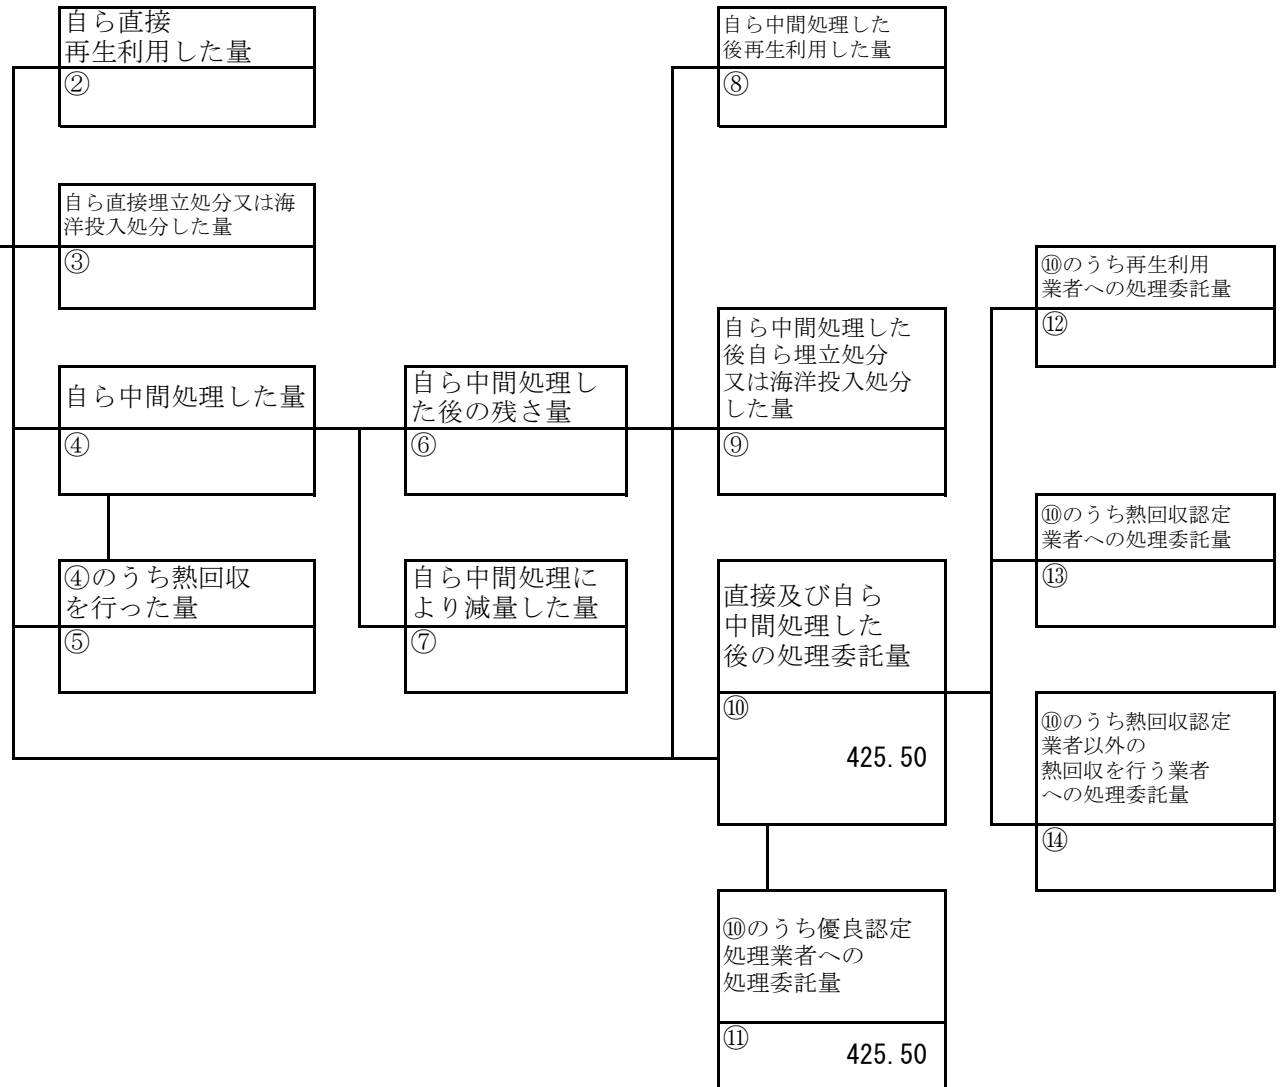 自ら直接
再生利用した量
②
自ら直接埋立処分又は海
洋投入処分した量
③
自ら中間処理した量
④
④のうち熱回収
を行った量
⑤
自ら中間処理し
た後の残さ量
⑥
自ら中間処理に
より減量した量
⑦
自ら中間処理した
後再生利用した量
⑧
自ら中間処理した
後自ら埋立処分
又は海洋投入処分
した量
⑨
直接及び自ら
中間処理した
後の処理委託量
⑩
425.50
⑩のうち優良認定
処理業者への
処理委託量
⑪
425.50
⑩のうち再生利用
業者への処理委託量
⑫
⑩のうち熱回収認定
業者への処理委託量
⑬
⑩のうち熱回収認定
業者以外の
熱回収を行う業者
への処理委託量
⑭